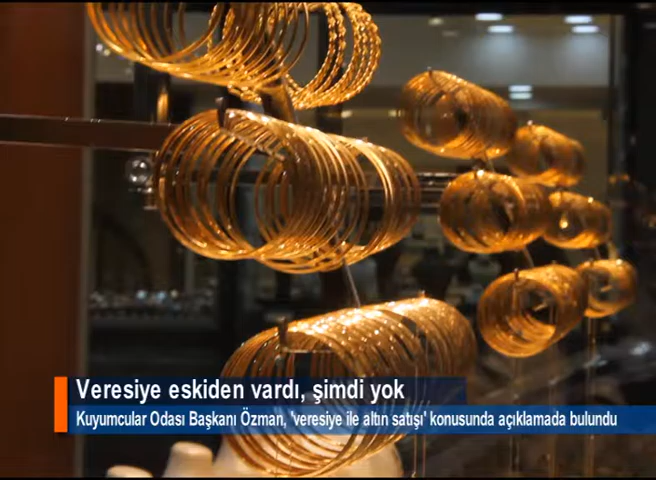 Veresiye eskiden vardı, şimdi yok
Kuyumcular Odası Başkanı Özman, 'veresiye ile altın satışı' konusunda açıklamada bulundu